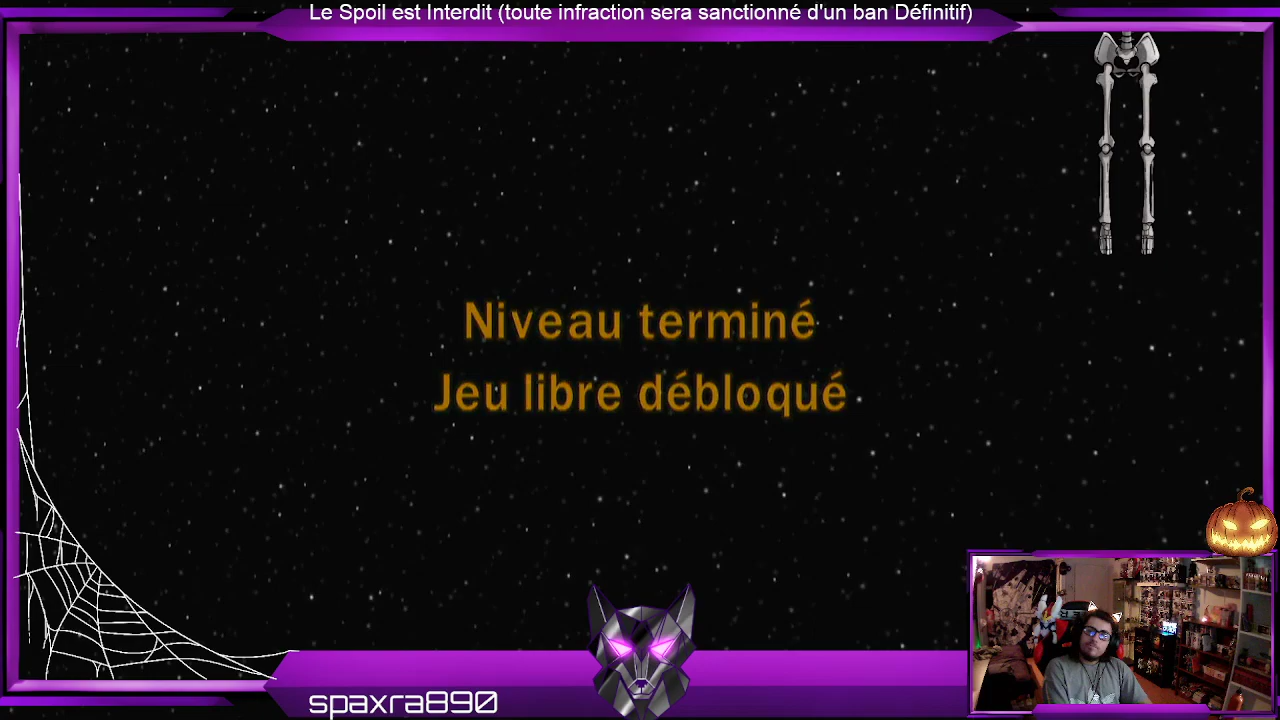 Le Spoil est Interdit (toute infraction sera sanctionné d'un ban Définitif)
Niveau terminé
Jeu libre débloqué
spaxra890